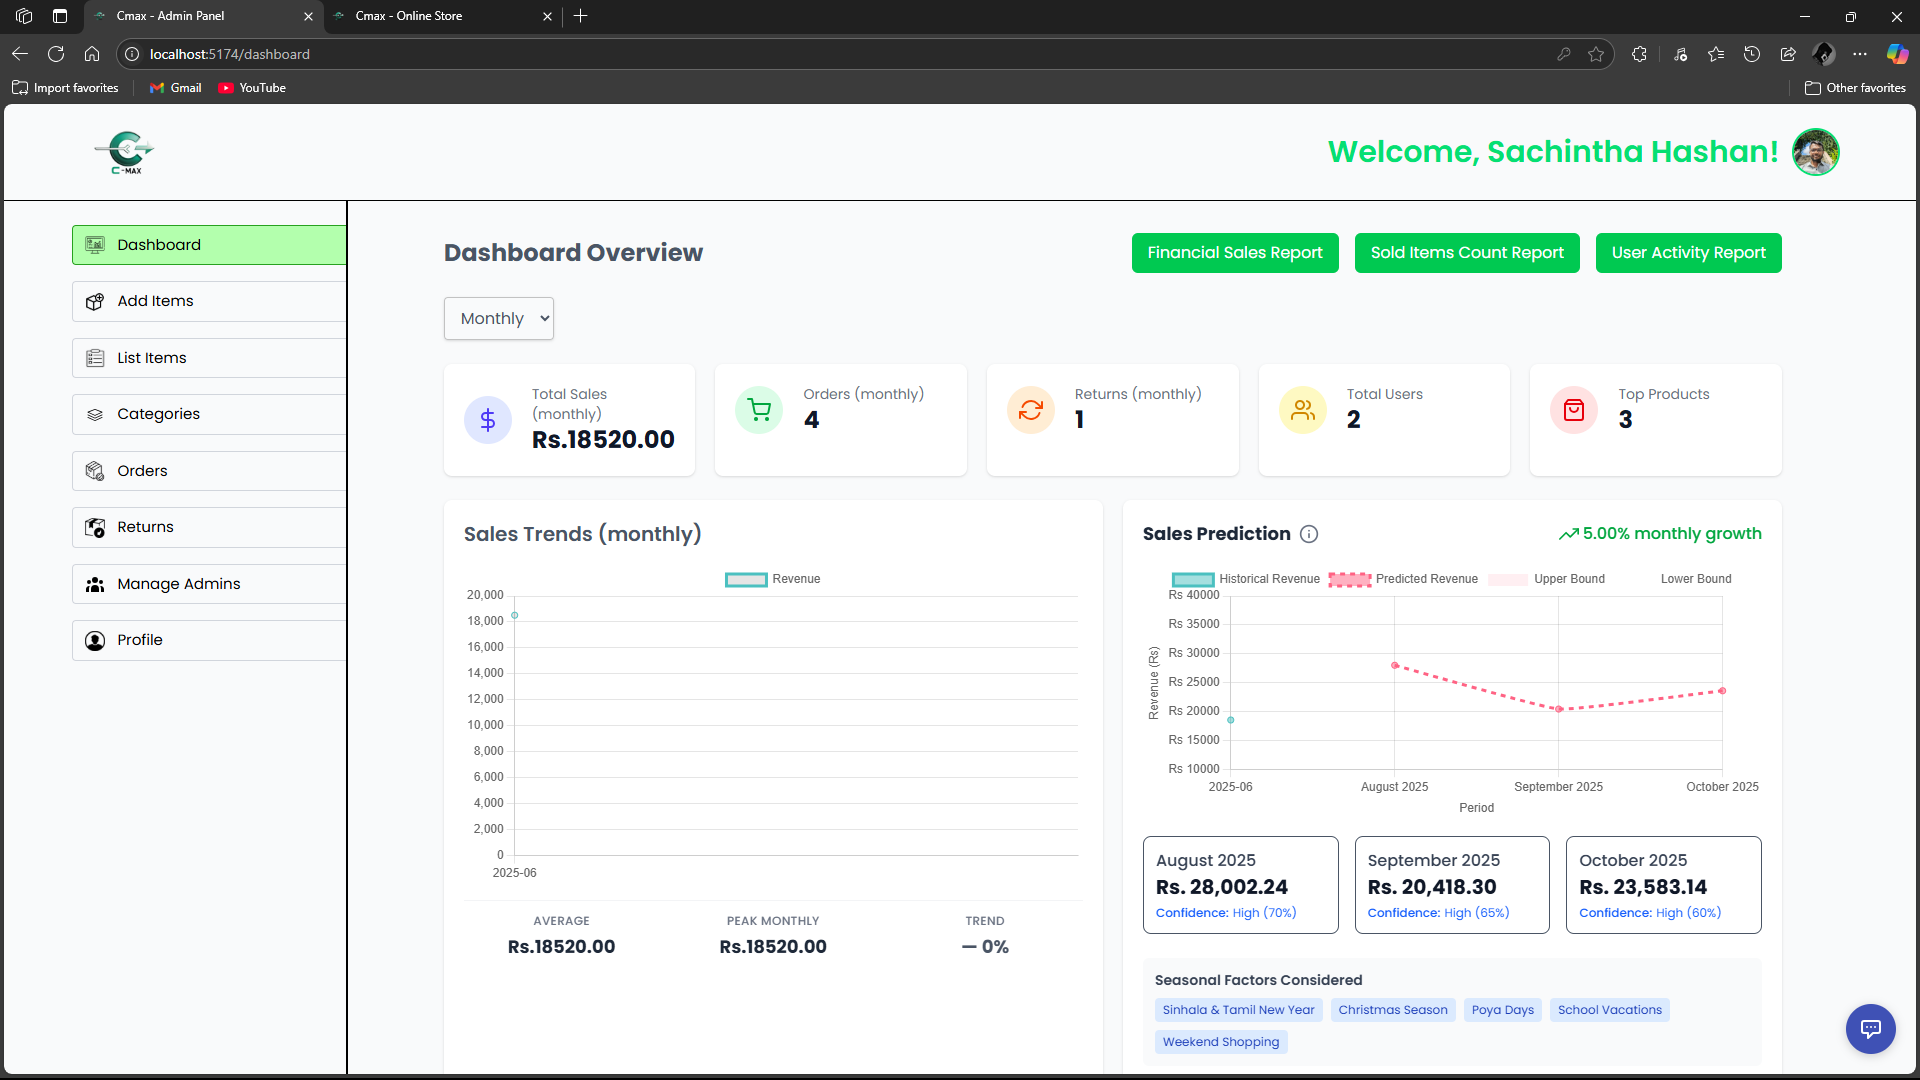 Cmax - Admin Panel
Cmax - Online Store
localhost:5174/dashboard
Import favorites
Gmail
YouTube
Other favorites
C-MAX
Welcome, Sachintha Hashan!
Dashboard
Add Items
List Items
Categories
Orders
Returns
Manage Admins
Profile
Dashboard Overview
Financial Sales Report
Sold Items Count Report
User Activity Report
Monthly
Total Sales
(monthly)
Rs.18520.00
Orders (monthly)
4
Returns (monthly)
1
Total Users
2
Top Products
3
Sales Trends (monthly)
Revenue
20,000
18,000
16,000
14,000
12,000
10,000
8,000
6,000
4,000
2,000
0
2025-06
AVERAGE
Rs.18520.00
PEAK MONTHLY
Rs.18520.00
TREND
— 0%
Sales Prediction
5.00% monthly growth
Historical Revenue
Predicted Revenue
Upper Bound
Lower Bound
Revenue (Rs)
Rs 40000
Rs 35000
Rs 30000
Rs 25000
Rs 20000
Rs 15000
Rs 10000
2025-06
August 2025
September 2025
October 2025
Period
August 2025
Rs. 28,002.24
Confidence: High (70%)
September 2025
Rs. 20,418.30
Confidence: High (65%)
October 2025
Rs. 23,583.14
Confidence: High (60%)
Seasonal Factors Considered
Sinhala & Tamil New Year
Christmas Season
Poya Days
School Vacations
Weekend Shopping